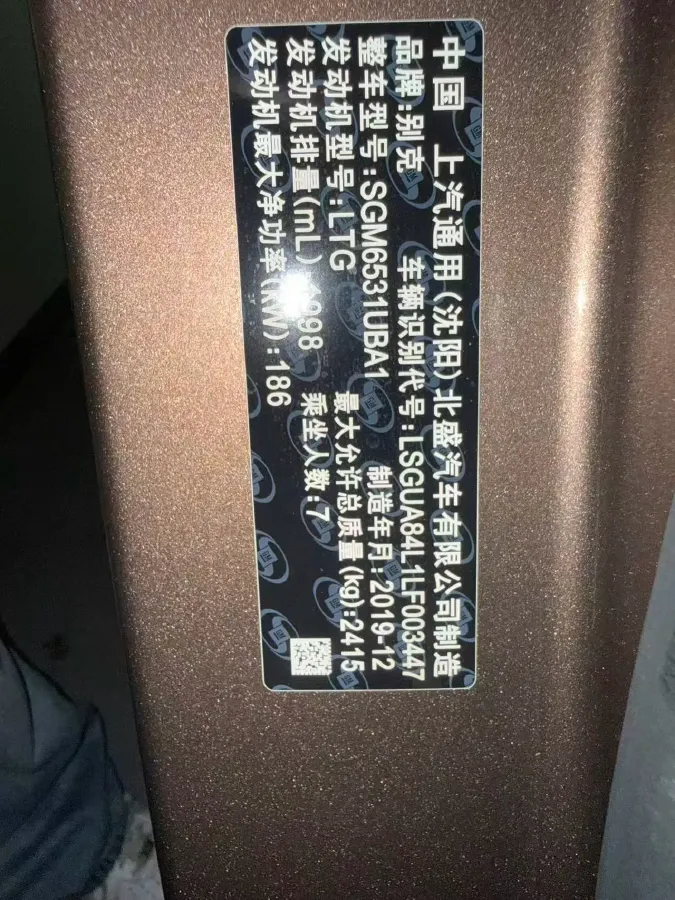 中国 上汽通用(沈阳)北盛汽车有限公司制造
品牌:别克 车辆识别代号:LSGUA84L1LF003447
整车型号:SGM6531UBA1 制造年月:2019-12
发动机型号:LTG 最大允许总质量(kg):2415
发动机排量(mL) 998 乘坐人数:7
发动机最大净功率(kW):186